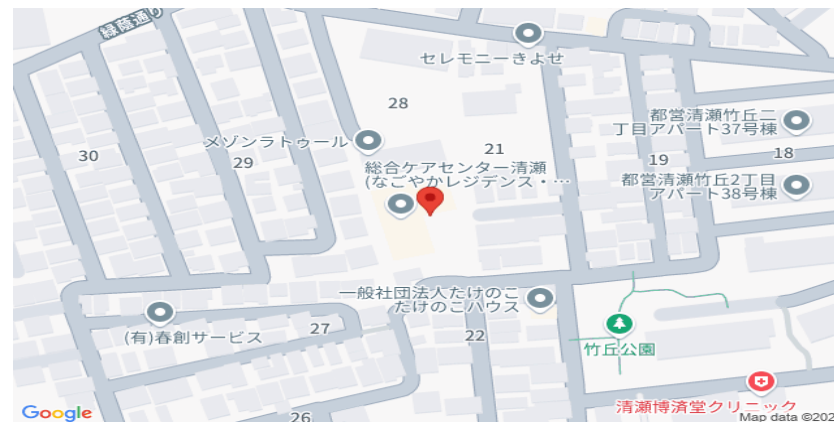 緑蔭通り
セレモニーきよせ
28
都営清瀬竹丘二
丁目アパート37号棟
メゾンラトゥール
21
30
29
19
18
総合ケアセンター清瀬
(なごやかレジデンス・…
都営清瀬竹丘2丁目
アパート38号棟
一般社団法人たけのこ
たけのこハウス
(有)春創サービス
27
22
竹丘公園
清瀬博済堂クリニック
26
Google
Map data ©202